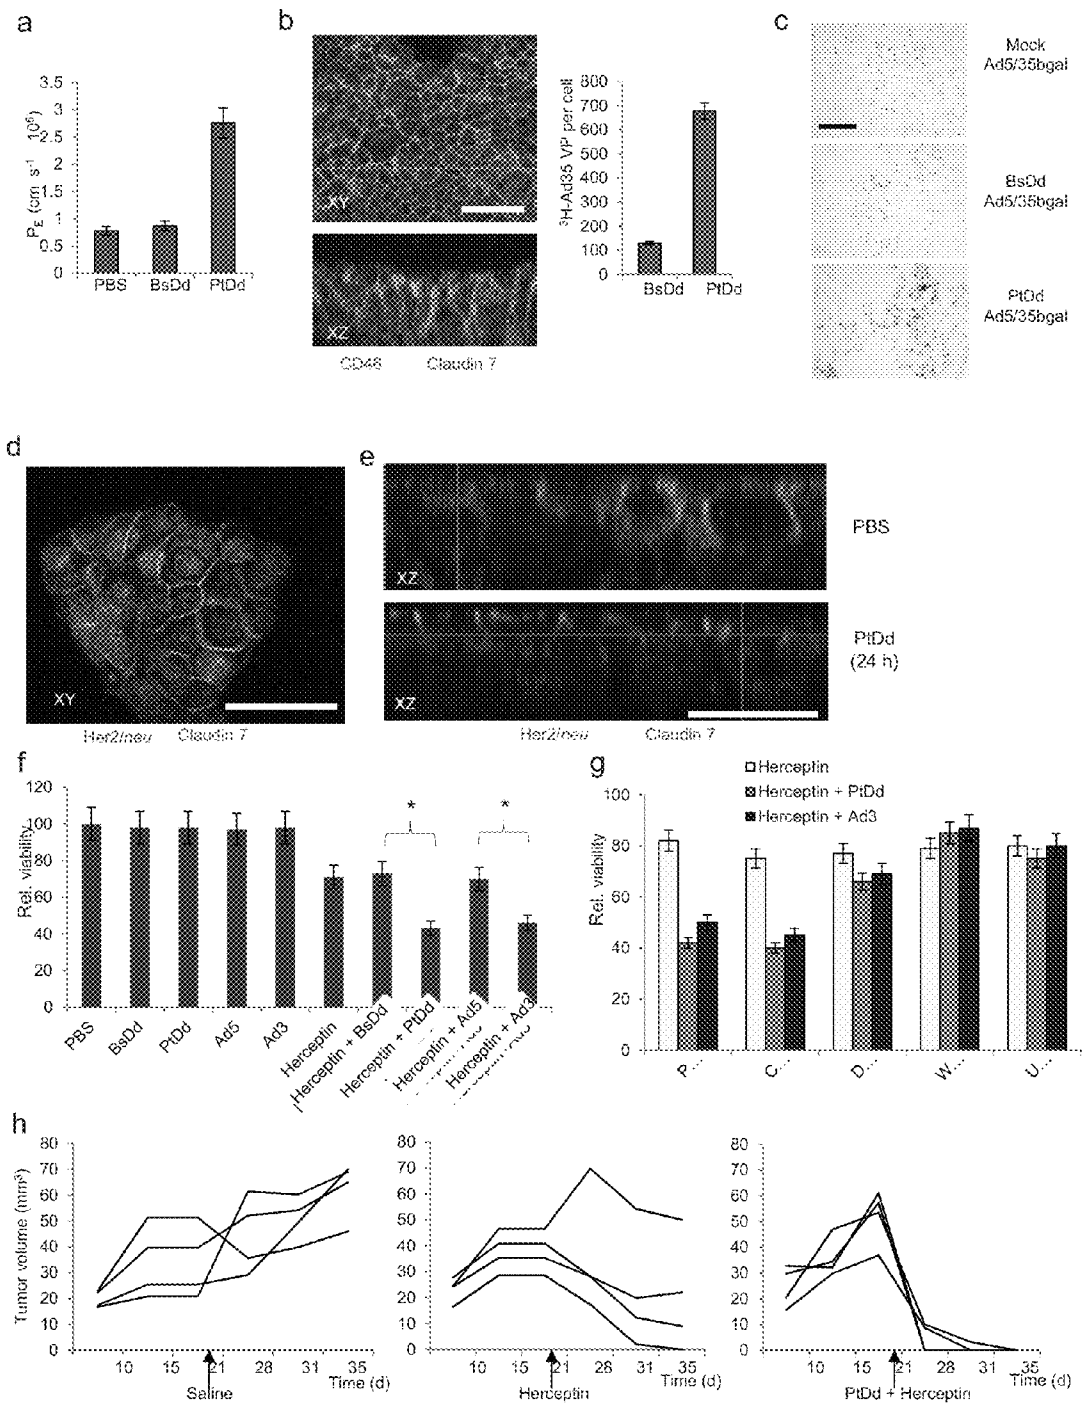 a
3.5
3
2.5
2
1.5
1
0.5
0
P_E (cm s⁻¹ 10⁶)
PBS BsDd PtDd
b
XY
XZ
CD46 Claudin 7
800
700
600
500
400
300
200
100
0
³H-Ad35 VP per cell
BsDd PtDd
c
Mock
Ad5/35bgal
BsDd
Ad5/35bgal
PtDd
Ad5/35bgal
d
XY
Her2/neu Claudin 7
e
XZ
PBS
XZ
PtDd
(24 h)
Her2/neu Claudin 7
f
120
100
80
60
40
20
0
Rel. viability
* *
PBS
BsDd
PtDd
Ad5
Ad3
Herceptin
Herceptin + BsDd
Herceptin + PtDd
Herceptin + Ad5
Herceptin + Ad3
g
Herceptin
Herceptin + PtDd
Herceptin + Ad3
100
80
60
40
20
0
Rel. viability
P...
C...
D...
W...
U...
h
Tumor volume (mm³)
80
70
60
50
40
30
20
10
0
10 15 21 28 31 35
Time (d)
Saline
80
70
60
50
40
30
20
10
0
10 15 21 28 31 35
Time (d)
Herceptin
80
70
60
50
40
30
20
10
0
10 15 21 28 31 35
Time (d)
PtDd + Herceptin